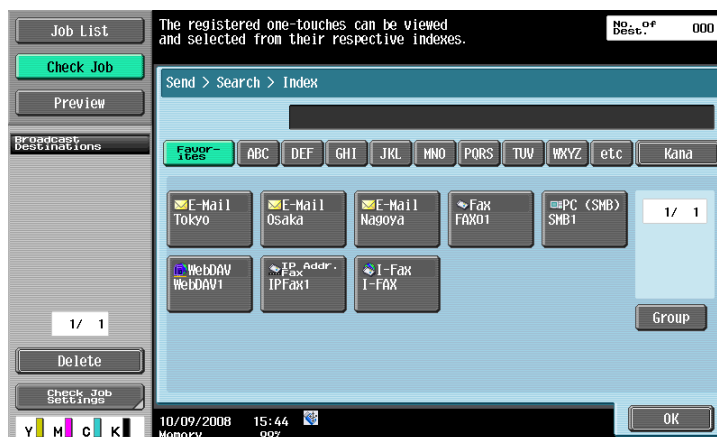 Job List
Check Job
Preview
Broadcast
Destinations
1/ 1
Delete
Check Job
Settings
Y M C K
The registered one-touches can be viewed
and selected from their respective indexes.
No. of
Dest. 000
Send > Search > Index
Favor-
ites ABC DEF GHI JKL MNO PQRS TUV WXYZ etc Kana
E-Mail
Tokyo
E-Mail
Osaka
E-Mail
Nagoya
Fax
FAX01
PC (SMB)
SMB1
1/ 1
WebDAV
WebDAV1
IP Addr.
Fax
IPFax1
I-Fax
I-FAX
Group
10/09/2008 15:44
Memory 99%
OK